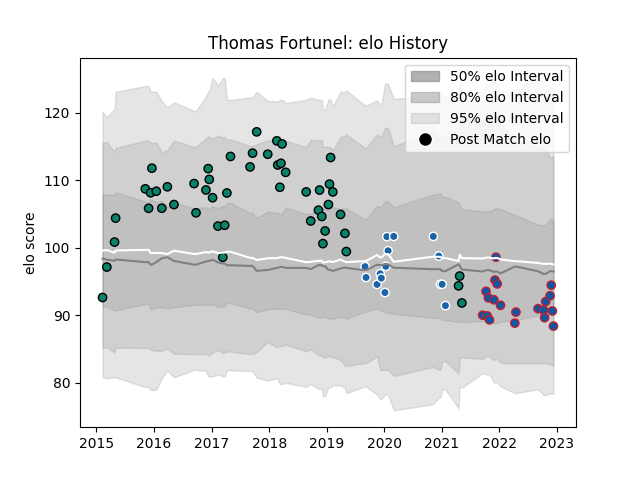 Thomas Fortunel: elo History
50% elo Interval
80% elo Interval
95% elo Interval
Post Match elo
elo score
120
110
100
90
80
2015 2016 2017 2018 2019 2020 2021 2022 2023